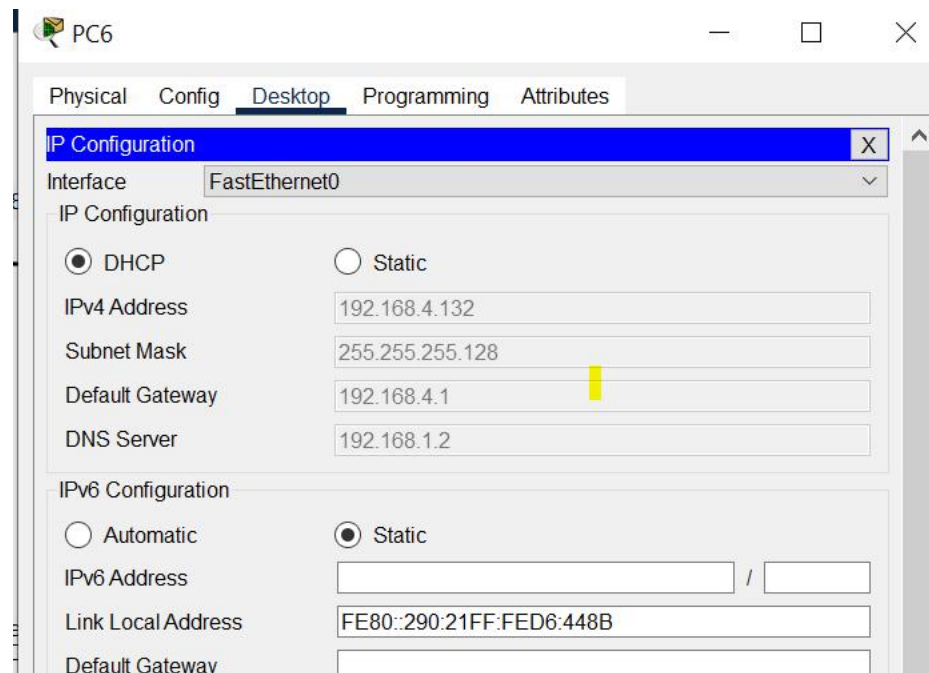 PC6
Physical Config Desktop Programming Attributes
IP Configuration X
Interface FastEthernet0
IP Configuration
DHCP Static
IPv4 Address 192.168.4.132
Subnet Mask 255.255.255.128
Default Gateway 192.168.4.1
DNS Server 192.168.1.2
IPv6 Configuration
Automatic Static
IPv6 Address /
Link Local Address FE80::290:21FF:FED6:448B
Default Gateway